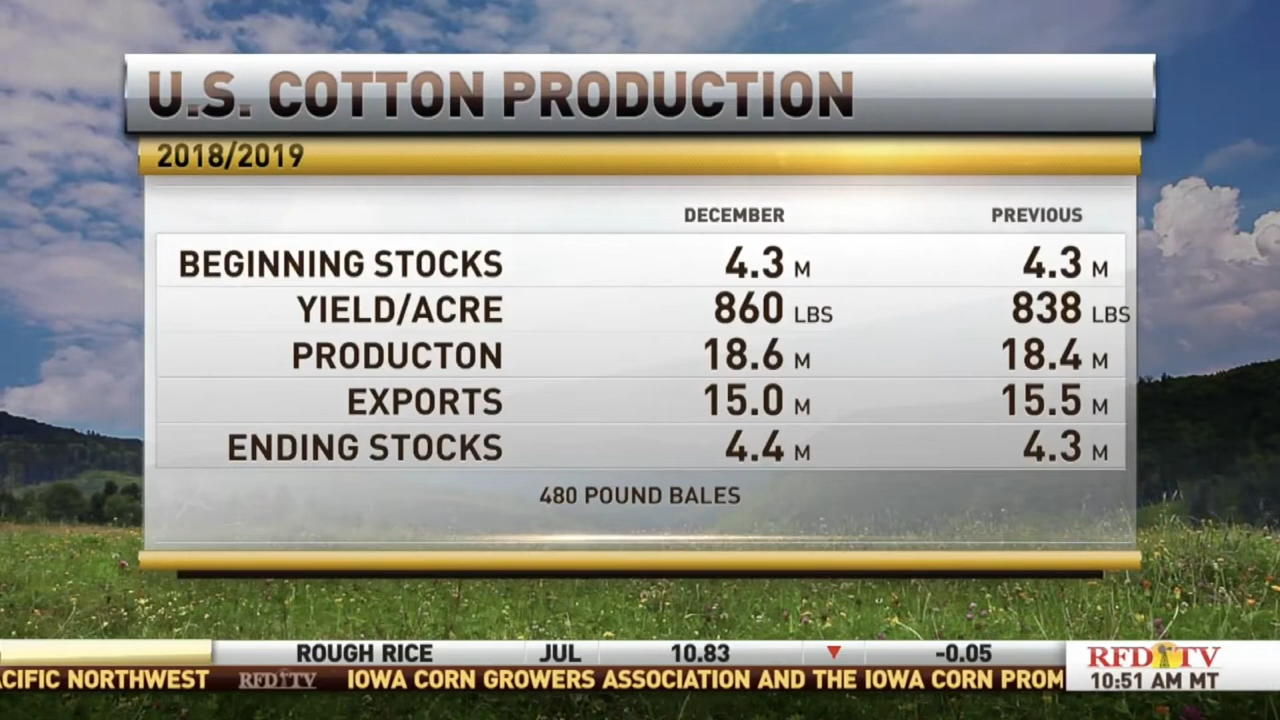 U.S. COTTON PRODUCTION
2018/2019
DECEMBER PREVIOUS
BEGINNING STOCKS 4.3 M 4.3 M
YIELD/ACRE 860 LBS 838 LBS
PRODUCTON 18.6 M 18.4 M
EXPORTS 15.0 M 15.5 M
ENDING STOCKS 4.4 M 4.3 M
480 POUND BALES
ROUGH RICE JUL 10.83 ▼ -0.05
RFD TV
ACIFIC NORTHWEST RFD TV IOWA CORN GROWERS ASSOCIATION AND THE IOWA CORN PROM
10:51 AM MT